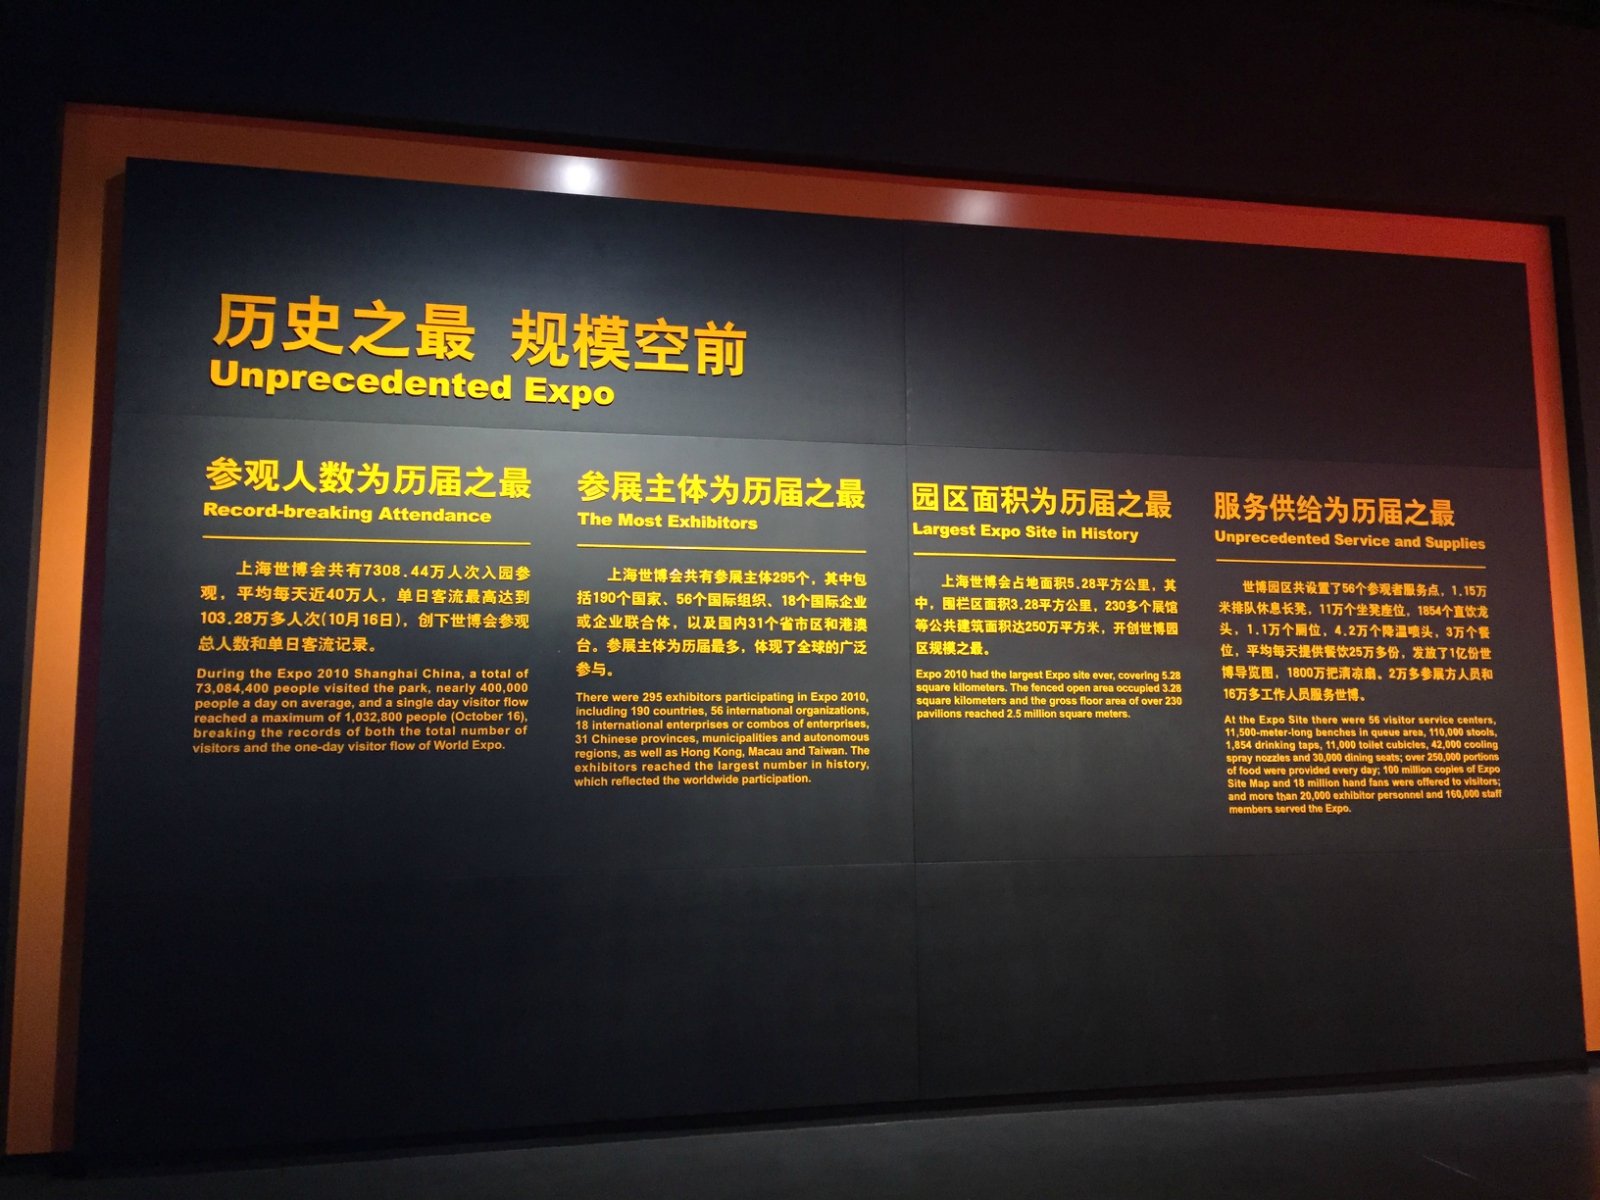 历史之最 规模空前
Unprecedented Expo
参观人数为历届之最
Record-breaking Attendance
上海世博会共有7308.44万人次入园参
观，平均每天近40万人，单日客流最高达到
103.28万多人次(10月16日)，创下世博会参观
总人数和单日客流记录。
During the Expo 2010 Shanghai China, a total of
73,084,400 people visited the park, nearly 400,000
people a day on average, and a single day visitor flow
reached a maximum of 1,032,800 people (October 16),
breaking the records of both the total number of
visitors and the one-day visitor flow of World Expo.
参展主体为历届之最
The Most Exhibitors
上海世博会共有参展主体295个，其中包
括190个国家、56个国际组织、18个国际企业
或企业联合体，以及国内31个省市区和港澳
台。参展主体为历届最多，体现了全球的广泛
参与。
There were 295 exhibitors participating in Expo 2010,
including 190 countries, 56 international organizations,
18 international enterprises or combos of enterprises,
31 Chinese provinces, municipalities and autonomous
regions, as well as Hong Kong, Macau and Taiwan. The
exhibitors reached the largest number in history,
which reflected the worldwide participation.
园区面积为历届之最
Largest Expo Site in History
上海世博会占地面积5.28平方公里，其
中，围栏区面积3.28平方公里，230多个展馆
等公共建筑面积达250万平方米，开创世博园
区规模之最。
Expo 2010 had the largest Expo site ever, covering 5.28
square kilometers. The fenced open area occupied 3.28
square kilometers and the gross floor area of over 230
pavilions reached 2.5 million square meters.
服务供给为历届之最
Unprecedented Service and Supplies
世博园区共设置了56个参观者服务点，1.15万
米排队休息长凳，11万个坐凳座位，1854个直饮龙
头，1.1万个厕位，4.2万个降温喷头，3万个餐
位，平均每天提供餐饮25万多份，发放了1亿份世
博导览图，1800万把清凉扇。2万多参展方人员和
16万多工作人员服务世博。
At the Expo Site there were 56 visitor service centers,
11,500-meter-long benches in queue area, 110,000 stools,
1,854 drinking taps, 11,000 toilet cubicles, 42,000 cooling
spray nozzles and 30,000 dining seats; over 250,000 portions
of food were provided every day; 100 million copies of Expo
Site Map and 18 million hand fans were offered to visitors;
and more than 20,000 exhibitor personnel and 160,000 staff
members served the Expo.